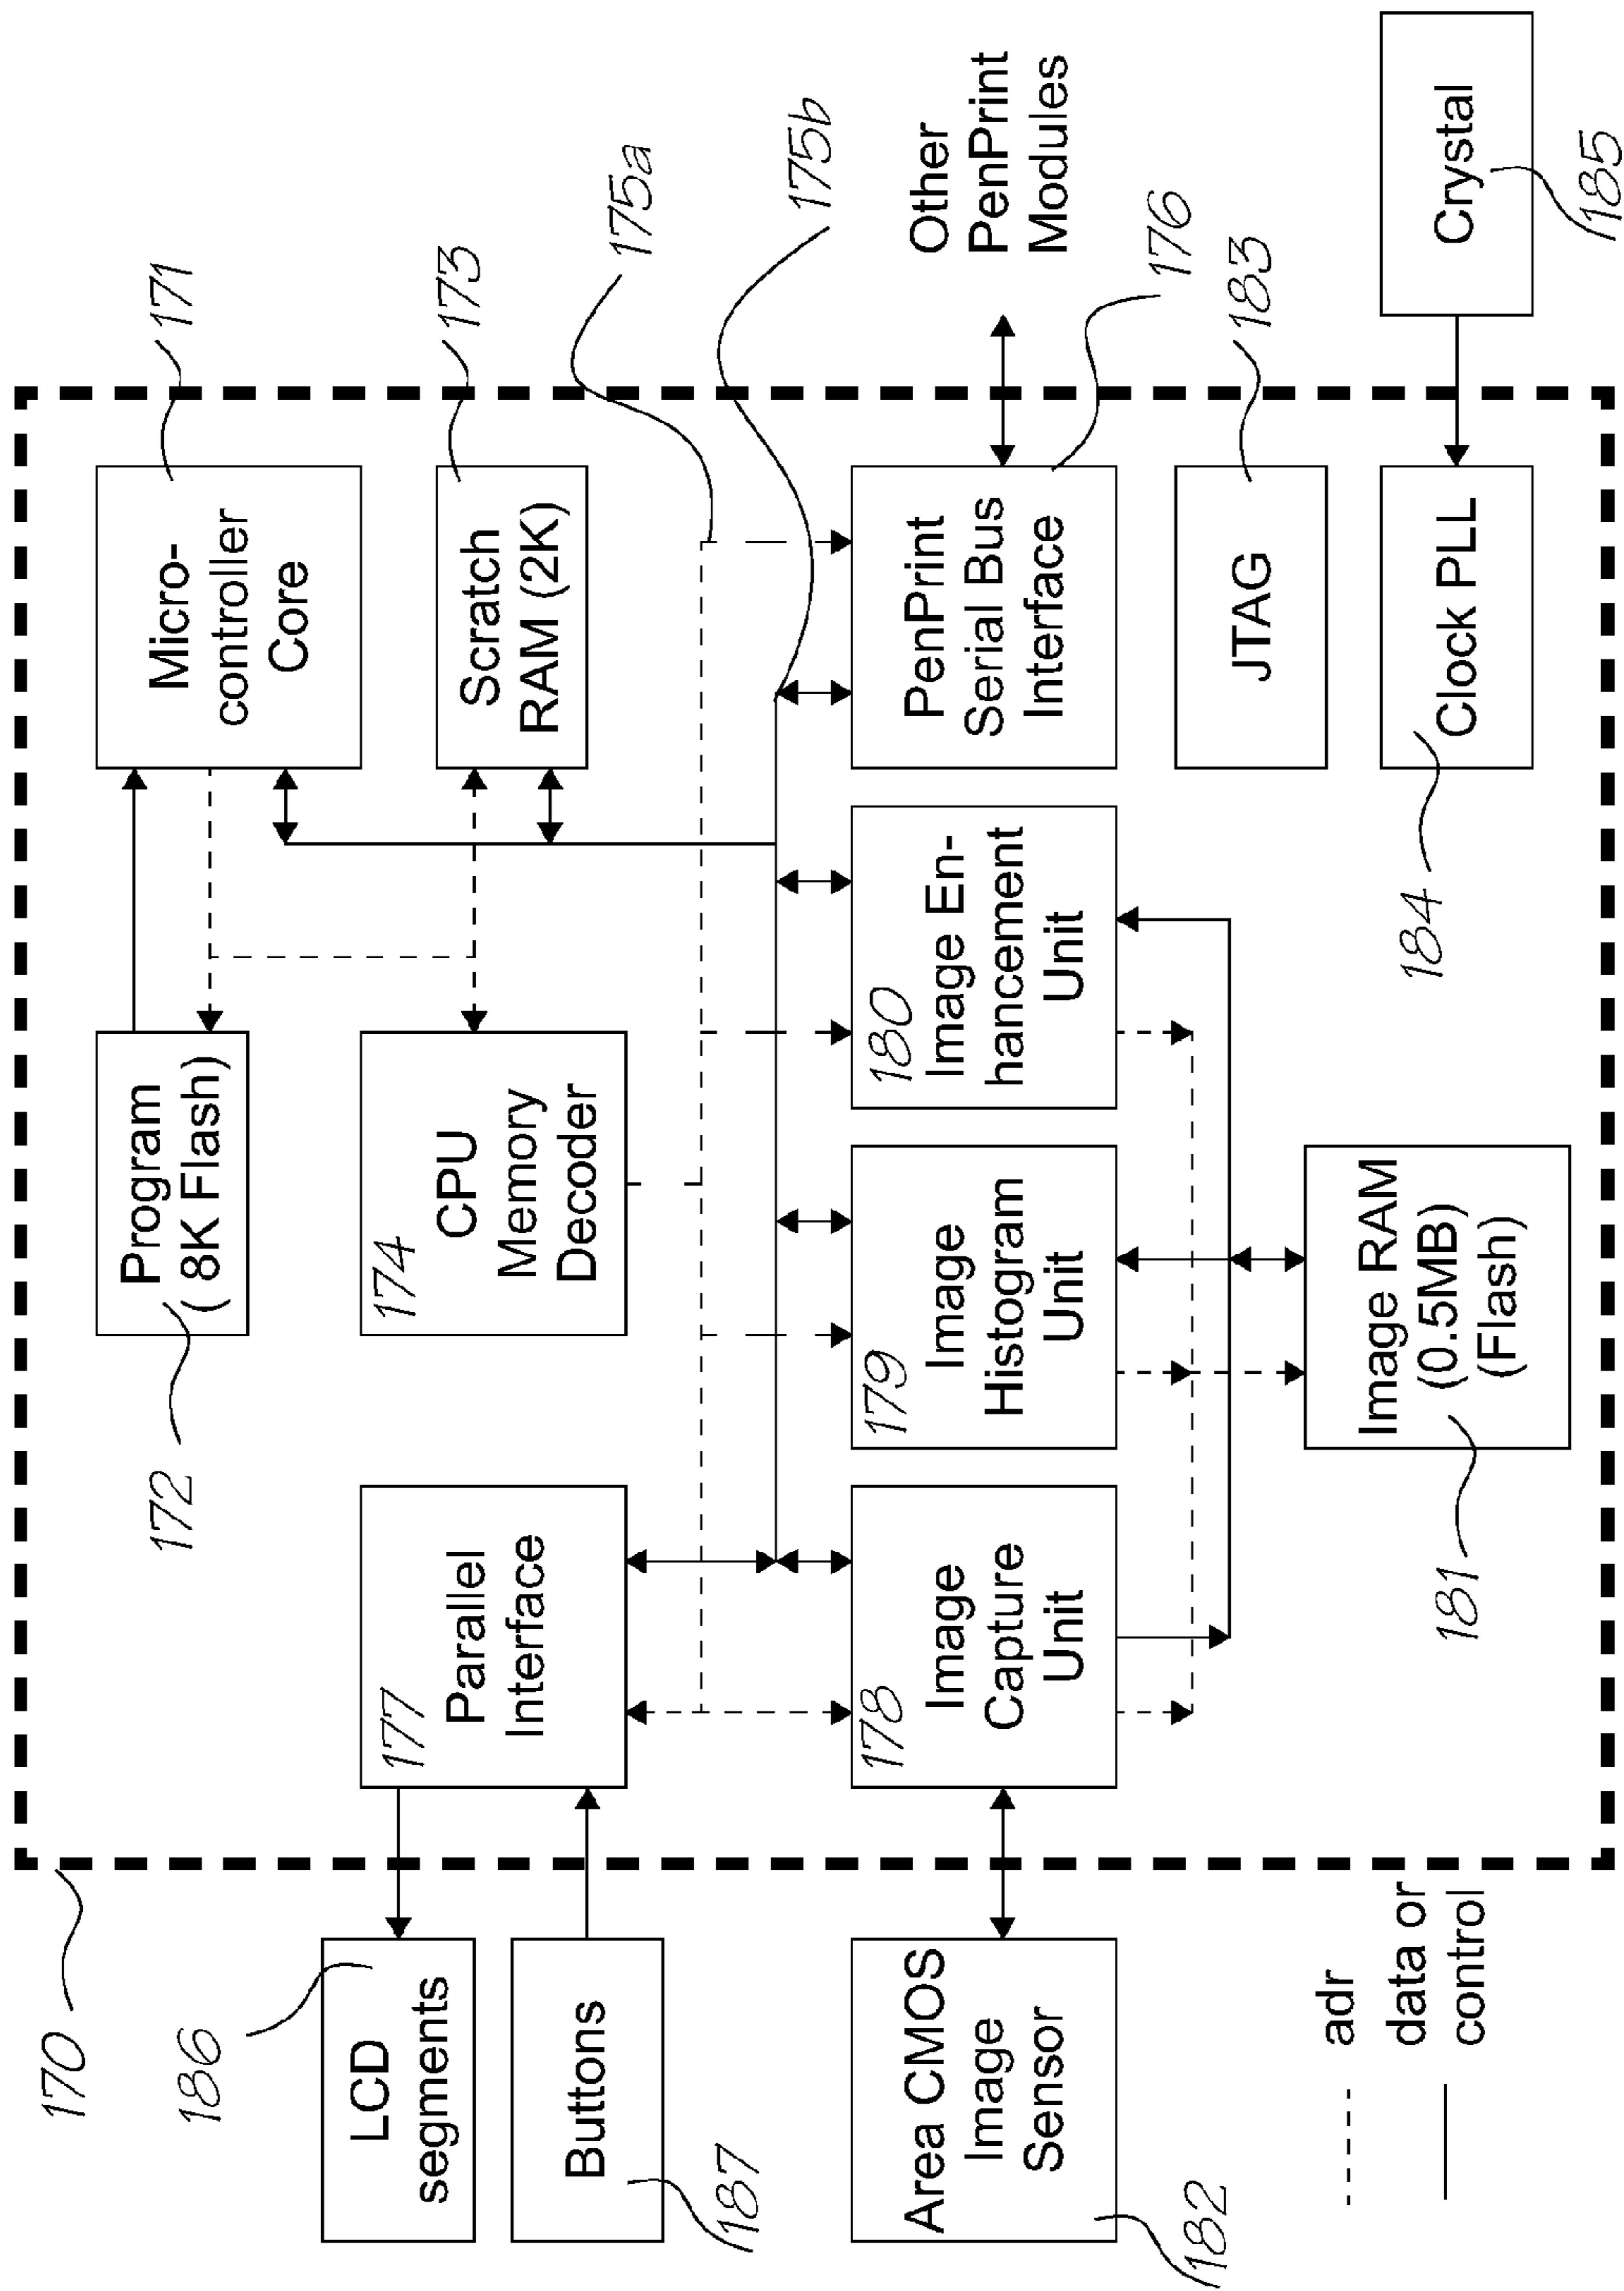 170
186
LCD
segments
Buttons
187
Area CMOS
Image
Sensor
182
adr
data or
control
172
Program
( 8K Flash)
171
Micro-
controller
Core
177
Parallel
Interface
174
CPU
Memory
Decoder
173
Scratch
RAM (2K)
175a
175b
178
Image
Capture
Unit
179
Image
Histogram
Unit
180
Image En-
hancement
Unit
PenPrint
Serial Bus
Interface
176
Other
PenPrint
Modules
JTAG
183
181
Image RAM
(0.5MB)
(Flash)
184
Clock PLL
Crystal
185